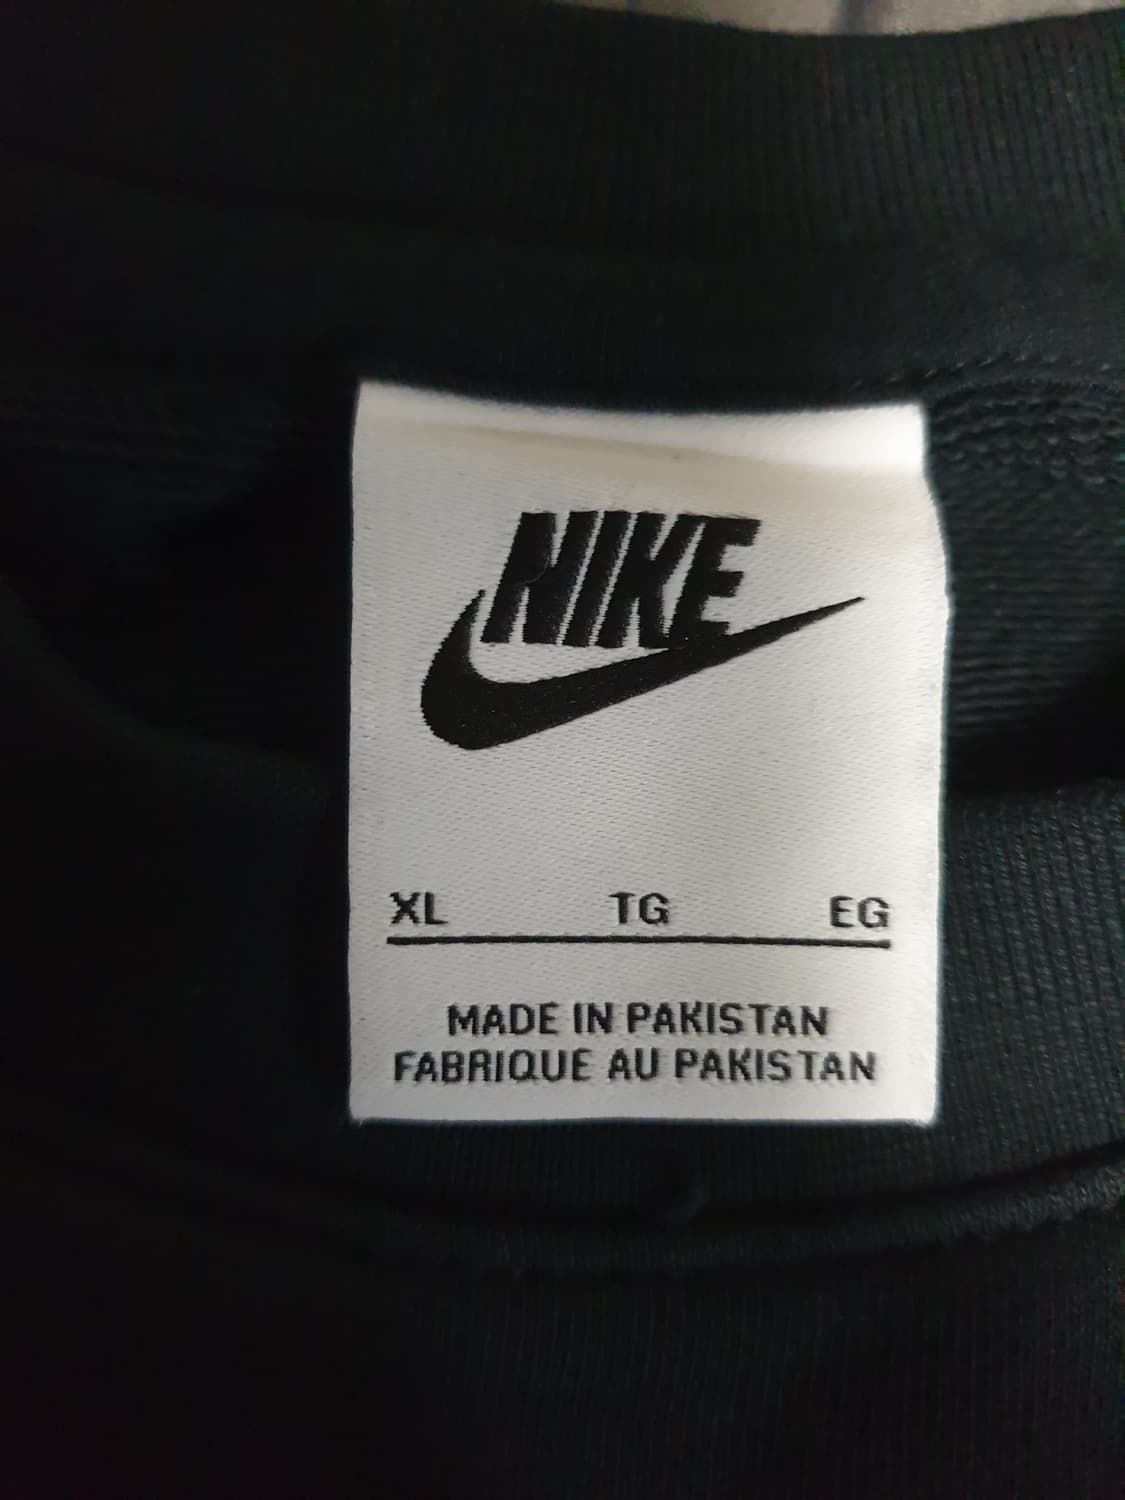 NIKE
XL TG EG
MADE IN PAKISTAN
FABRIQUE AU PAKISTAN